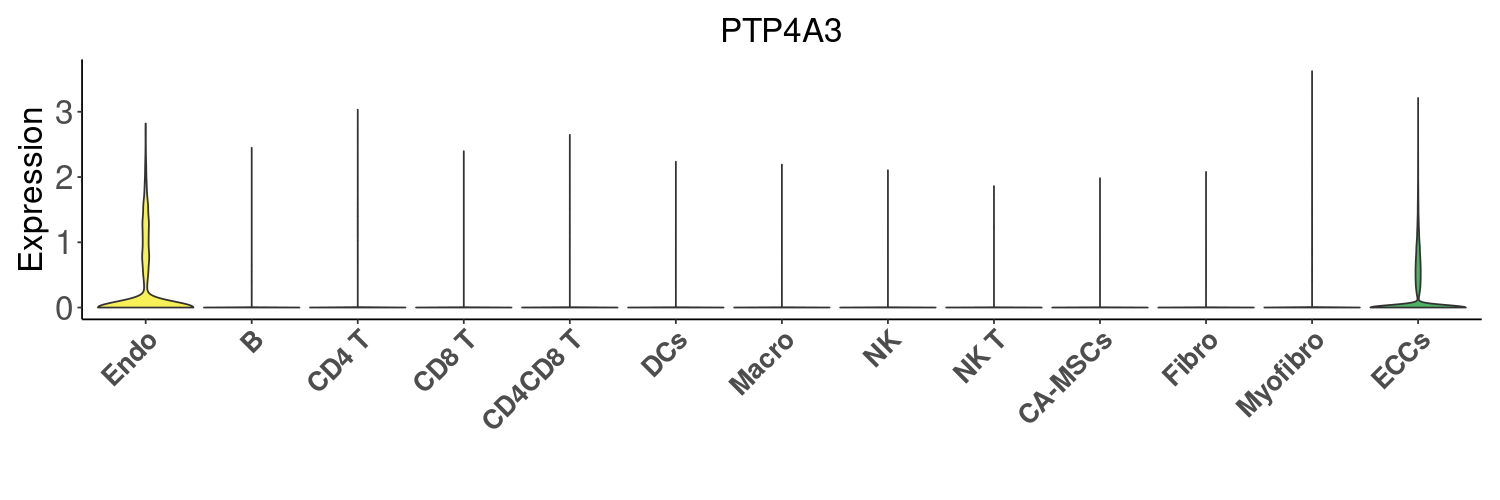 PTP4A3
Expression
3
2
1
0
Endo
B
CD4 T
CD8 T
CD4CD8 T
DCs
Macro
NK
NK T
CA-MSCs
Fibro
Myofibro
ECCs